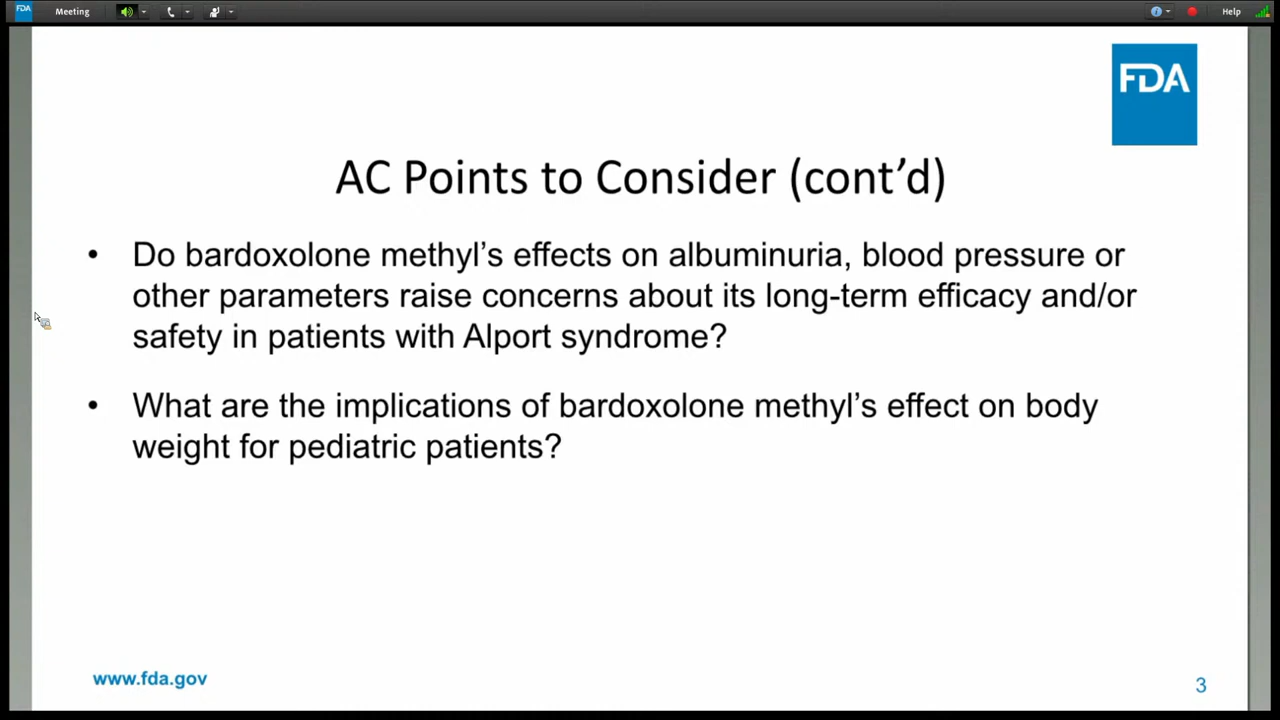 FDA
Meeting
Help
FDA
AC Points to Consider (cont’d)
• Do bardoxolone methyl’s effects on albuminuria, blood pressure or
other parameters raise concerns about its long-term efficacy and/or
safety in patients with Alport syndrome?
• What are the implications of bardoxolone methyl’s effect on body
weight for pediatric patients?
www.fda.gov
3